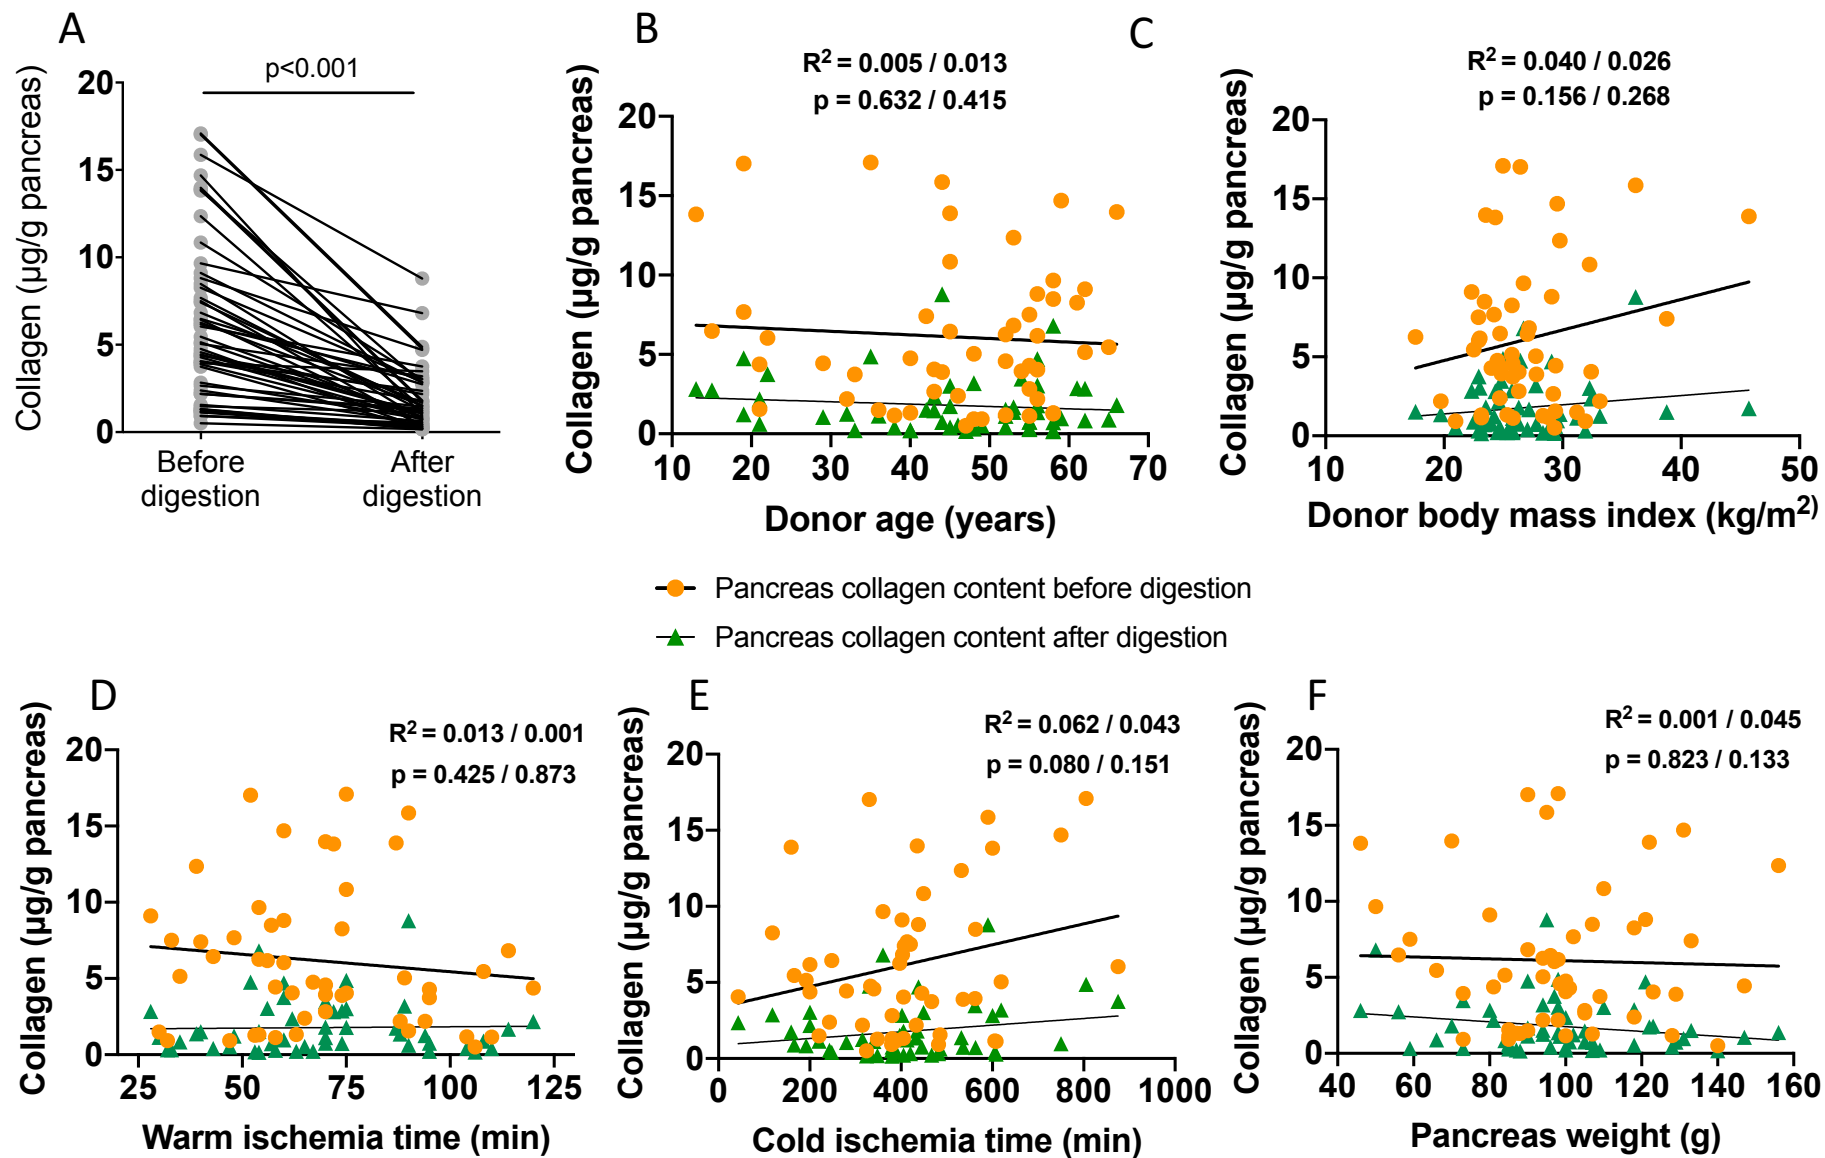 A
p<0.001
Collagen (µg/g pancreas)
20
15
10
5
0
Before digestion
After digestion
B
R² = 0.005 / 0.013
p = 0.632 / 0.415
Collagen (µg/g pancreas)
20
15
10
5
0
10 20 30 40 50 60 70
Donor age (years)
C
R² = 0.040 / 0.026
p = 0.156 / 0.268
Collagen (µg/g pancreas)
20
15
10
5
0
10 20 30 40 50
Donor body mass index (kg/m²)
Pancreas collagen content before digestion
Pancreas collagen content after digestion
D
R² = 0.013 / 0.001
p = 0.425 / 0.873
Collagen (µg/g pancreas)
20
15
10
5
0
25 50 75 100 125
Warm ischemia time (min)
E
R² = 0.062 / 0.043
p = 0.080 / 0.151
Collagen (µg/g pancreas)
20
15
10
5
0
0 200 400 600 800 1000
Cold ischemia time (min)
F
R² = 0.001 / 0.045
p = 0.823 / 0.133
Collagen (µg/g pancreas)
20
15
10
5
0
40 60 80 100 120 140 160
Pancreas weight (g)